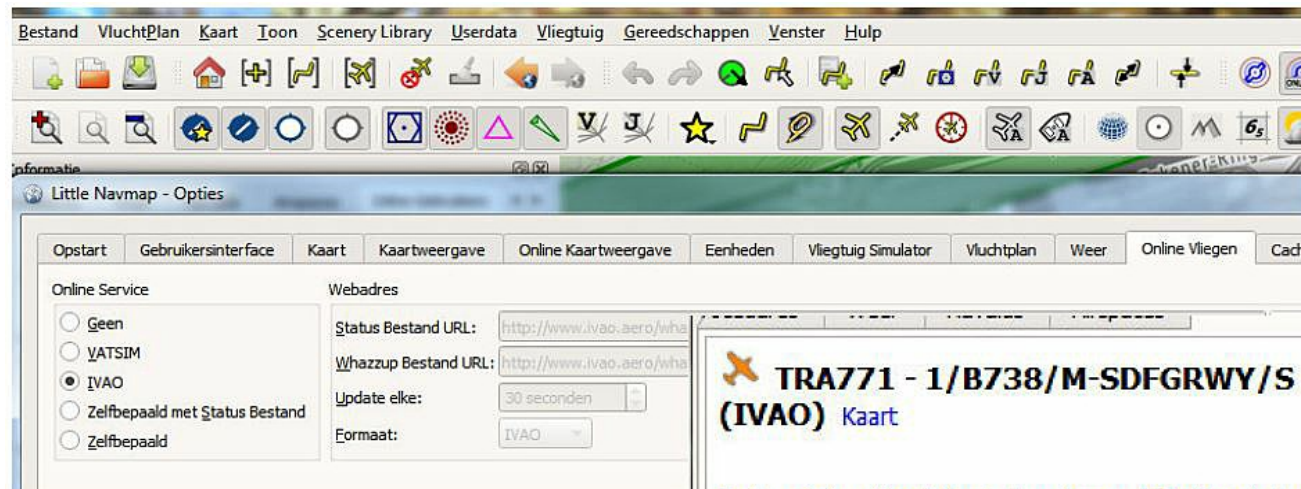 Bestand VluchtPlan Kaart Toon Scenery Library Userdata Vliegtuig Gereedschappen Venster Hulp
Little Navmap - Opties
Opstart Gebruikersinterface Kaart Kaartweergave Online Kaartweergave Eenheden Vliegtuig Simulator Vluchtplan Weer Online Vliegen
Online Service Webadres
Geen Status Bestand URL: http://www.ivao.aero/wha
VATSIM Whazzup Bestand URL: http://www.ivao.aero/wha
IVAO Update elke: 30 seconden
Zelfbepaald met Status Bestand Formaat: IVAO
Zelfbepaald
TRA771 - 1/B738/M-SDFGRWY/S
(IVAO) Kaart